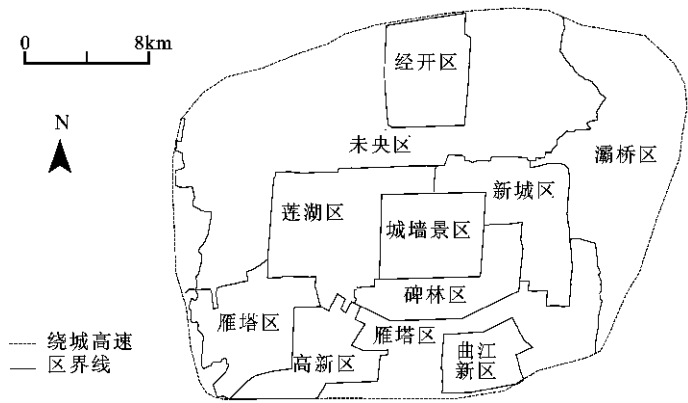 0 8km
N
经开区
未央区
灞桥区
新城区
莲湖区
城墙景区
碑林区
雁塔区
雁塔区
高新区
曲江
新区
绕城高速
区界线